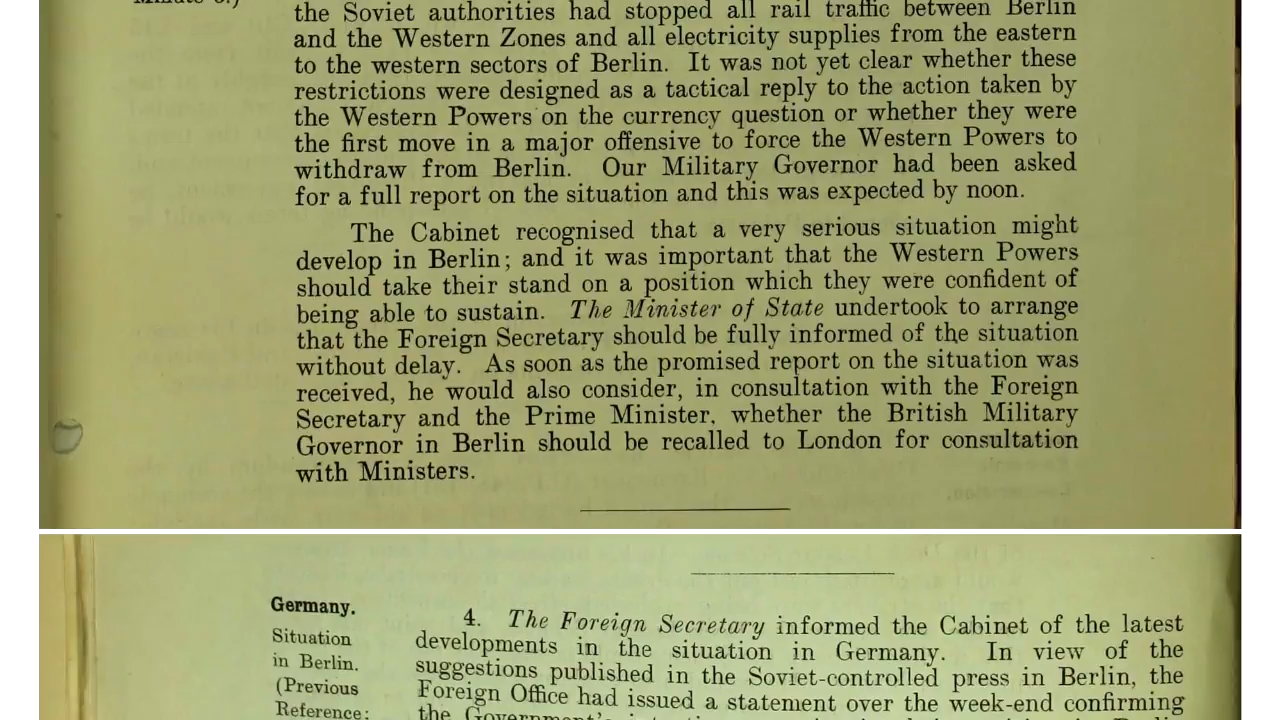 the Soviet authorities had stopped all rail traffic between Berlin
and the Western Zones and all electricity supplies from the eastern
to the western sectors of Berlin. It was not yet clear whether these
restrictions were designed as a tactical reply to the action taken by
the Western Powers on the currency question or whether they were
the first move in a major offensive to force the Western Powers to
withdraw from Berlin. Our Military Governor had been asked
for a full report on the situation and this was expected by noon.
The Cabinet recognised that a very serious situation might
develop in Berlin; and it was important that the Western Powers
should take their stand on a position which they were confident of
being able to sustain. The Minister of State undertook to arrange
that the Foreign Secretary should be fully informed of the situation
without delay. As soon as the promised report on the situation was
received, he would also consider, in consultation with the Foreign
Secretary and the Prime Minister, whether the British Military
Governor in Berlin should be recalled to London for consultation
with Ministers.
Germany.
Situation
in Berlin.
(Previous
Reference:
4. The Foreign Secretary informed the Cabinet of the latest
developments in the situation in Germany. In view of the
suggestions published in the Soviet-controlled press in Berlin, the
Foreign Office had issued a statement over the week-end confirming
the Government's